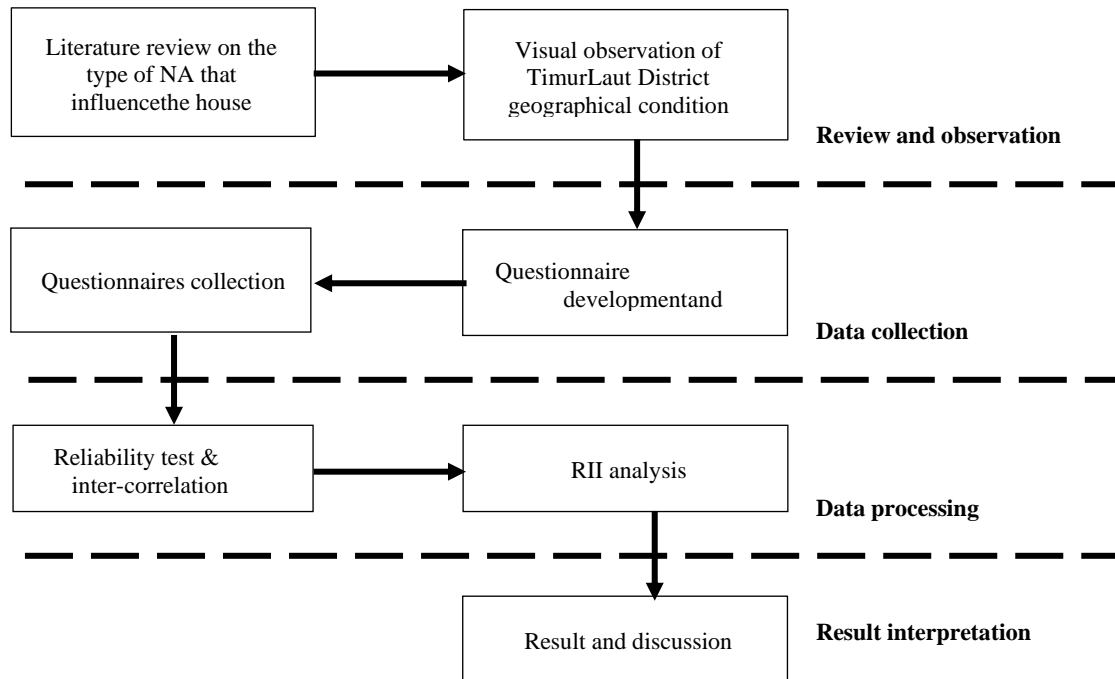 Literature review on the
type of NA that
influencethe house
Visual observation of
TimurLaut District
geographical condition
Review and observation
Questionnaires collection
Questionnaire
developmentand
Data collection
Reliability test &
inter-correlation
RII analysis
Data processing
Result and discussion
Result interpretation